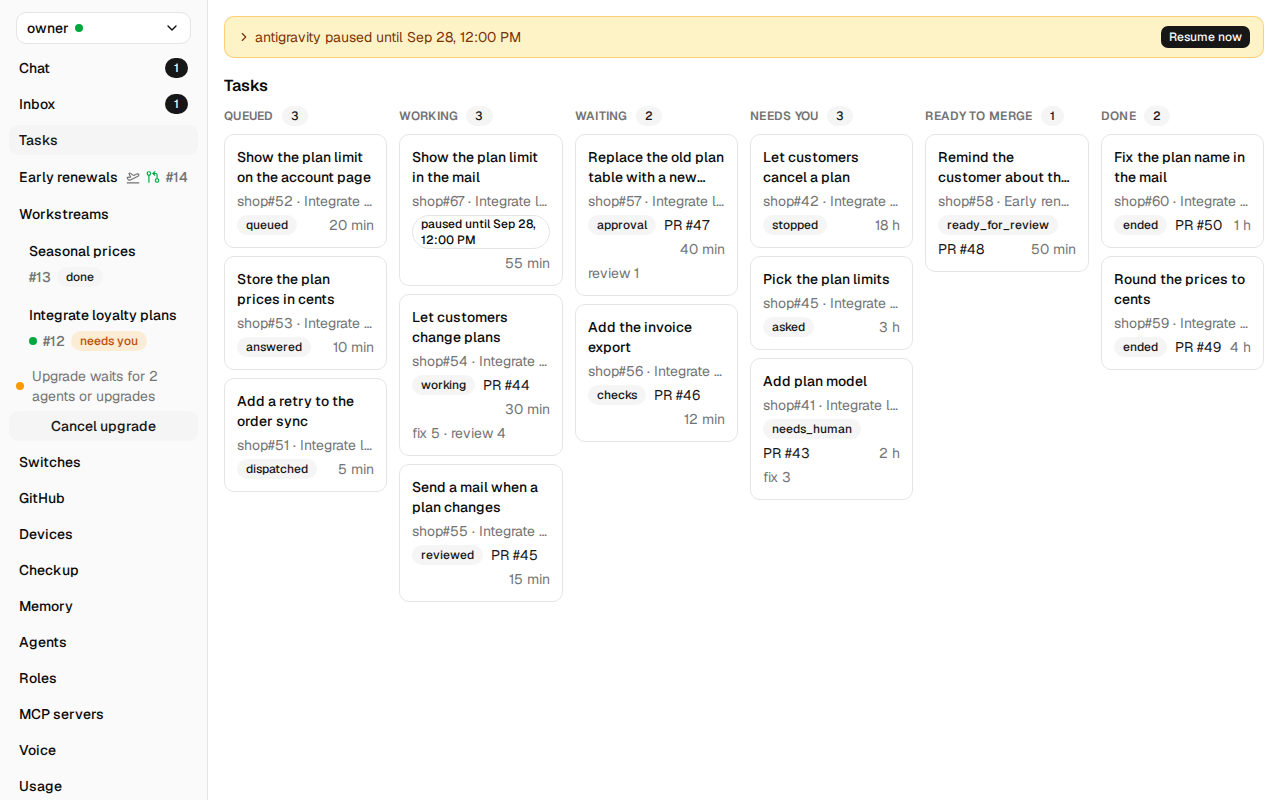 owner
Chat 1
Inbox 1
Tasks
Early renewals #14
Workstreams
Seasonal prices
#13 done
Integrate loyalty plans
#12 needs you
Upgrade waits for 2
agents or upgrades
Cancel upgrade
Switches
GitHub
Devices
Checkup
Memory
Agents
Roles
MCP servers
Voice
Usage
antigravity paused until Sep 28, 12:00 PM
Resume now
Tasks
QUEUED 3
Show the plan limit
on the account page
shop#52 · Integrate ...
queued 20 min
Store the plan
prices in cents
shop#53 · Integrate ...
answered 10 min
Add a retry to the
order sync
shop#51 · Integrate l...
dispatched 5 min
WORKING 3
Show the plan limit
in the mail
shop#67 · Integrate l...
paused until Sep 28,
12:00 PM
55 min
Let customers
change plans
shop#54 · Integrate ...
working PR #44
30 min
fix 5 · review 4
Send a mail when a
plan changes
shop#55 · Integrate ...
reviewed PR #45
15 min
WAITING 2
Replace the old plan
table with a new...
shop#57 · Integrate l...
approval PR #47
40 min
review 1
Add the invoice
export
shop#56 · Integrate ...
checks PR #46
12 min
NEEDS YOU 3
Let customers
cancel a plan
shop#42 · Integrate ...
stopped 18 h
Pick the plan limits
shop#45 · Integrate ...
asked 3 h
Add plan model
shop#41 · Integrate l...
needs_human
PR #43 2 h
fix 3
READY TO MERGE 1
Remind the
customer about th...
shop#58 · Early ren...
ready_for_review
PR #48 50 min
DONE 2
Fix the plan name in
the mail
shop#60 · Integrate ...
ended PR #50 1 h
Round the prices to
cents
shop#59 · Integrate ...
ended PR #49 4 h